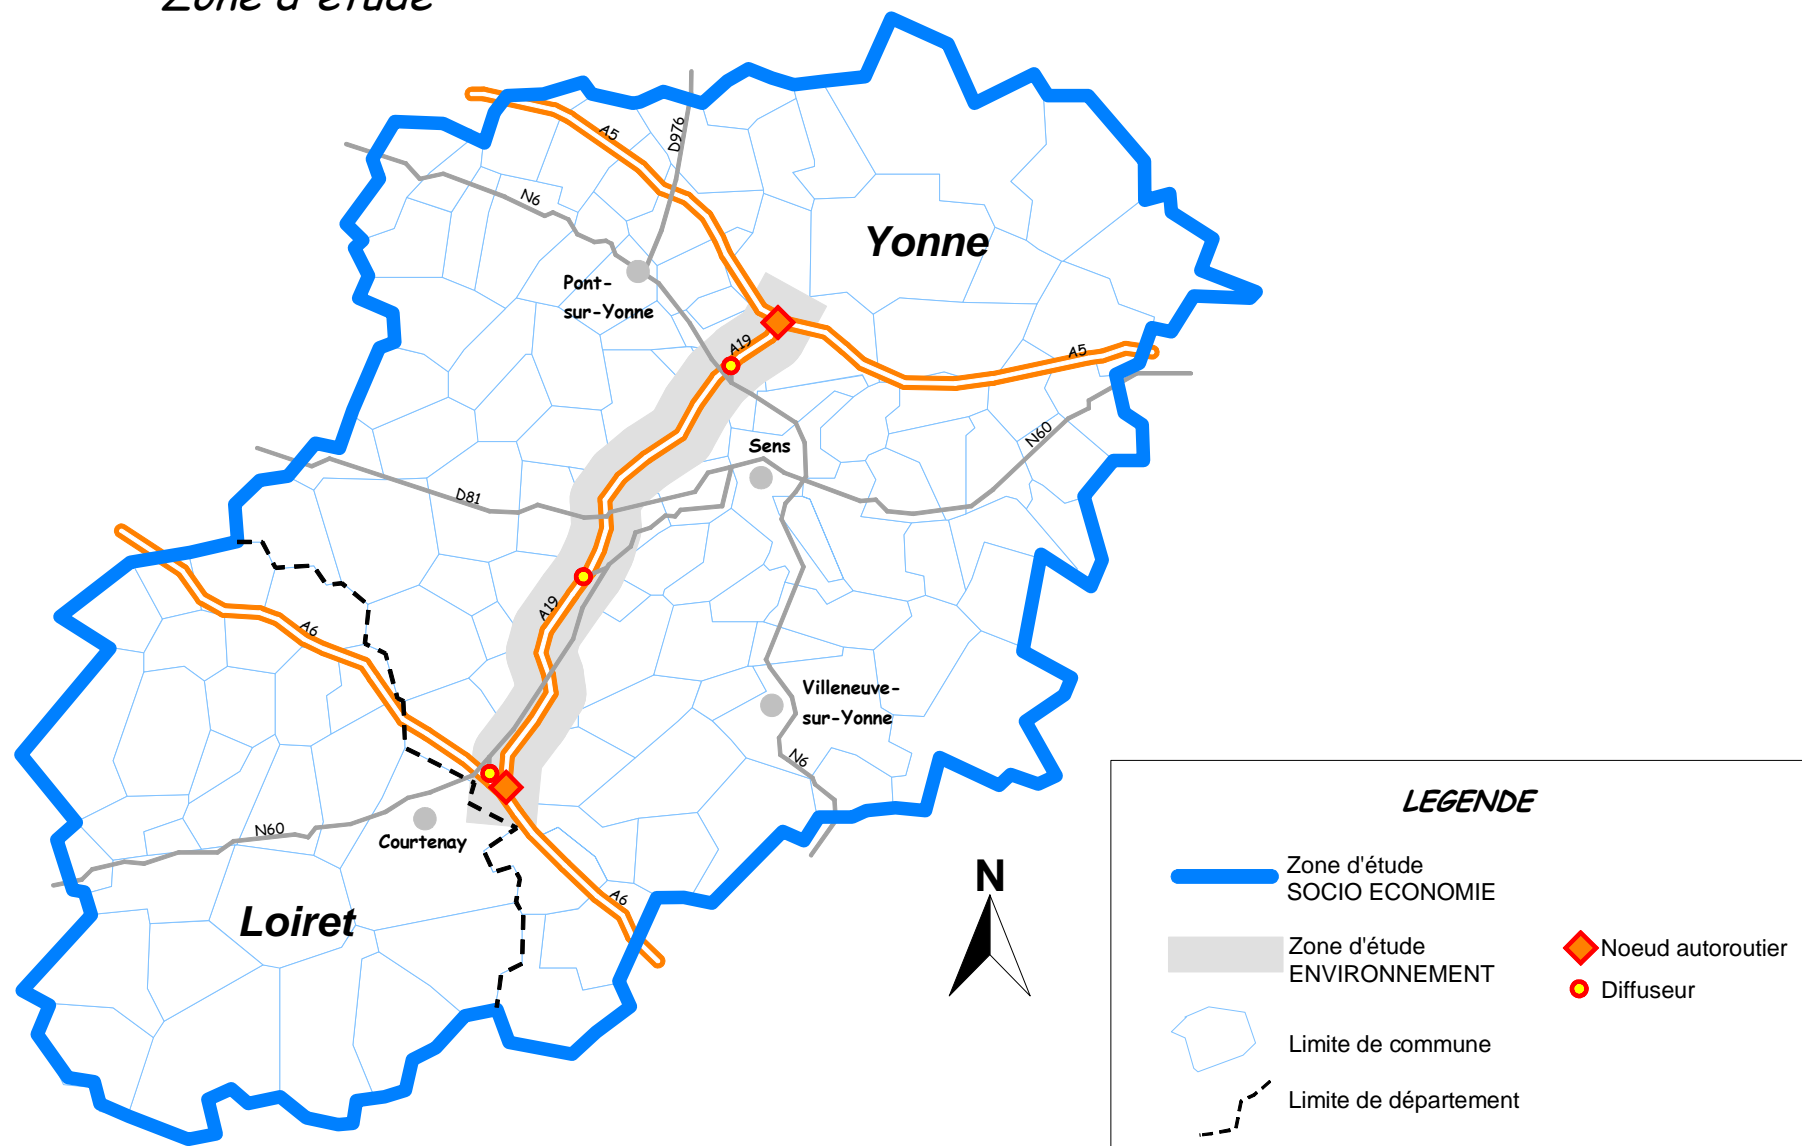 Zone d'étude
A5
D976
N6
Yonne
Pont-
sur-Yonne
A19
A5
N60
Sens
D81
A19
A6
Villeneuve-
sur-Yonne
N6
N60
Courtenay
A6
Loiret
N
LEGENDE
Zone d'étude
SOCIO ECONOMIE
Zone d'étude
ENVIRONNEMENT
Noeud autoroutier
Diffuseur
Limite de commune
Limite de département